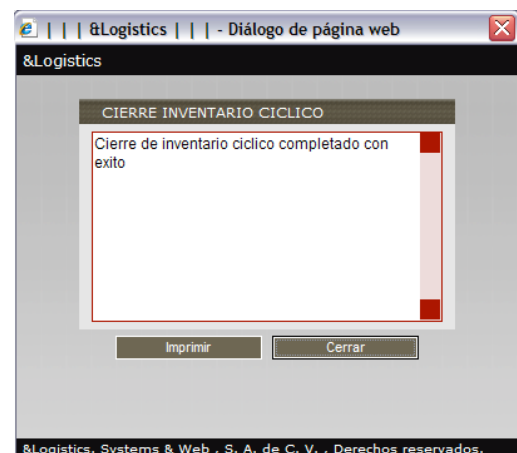 | | | &Logistics | | | - Diálogo de página web
&Logistics
CIERRE INVENTARIO CICLICO
Cierre de inventario ciclico completado con
exito
Imprimir Cerrar
&Logistics, Systems & Web , S. A. de C. V. , Derechos reservados.